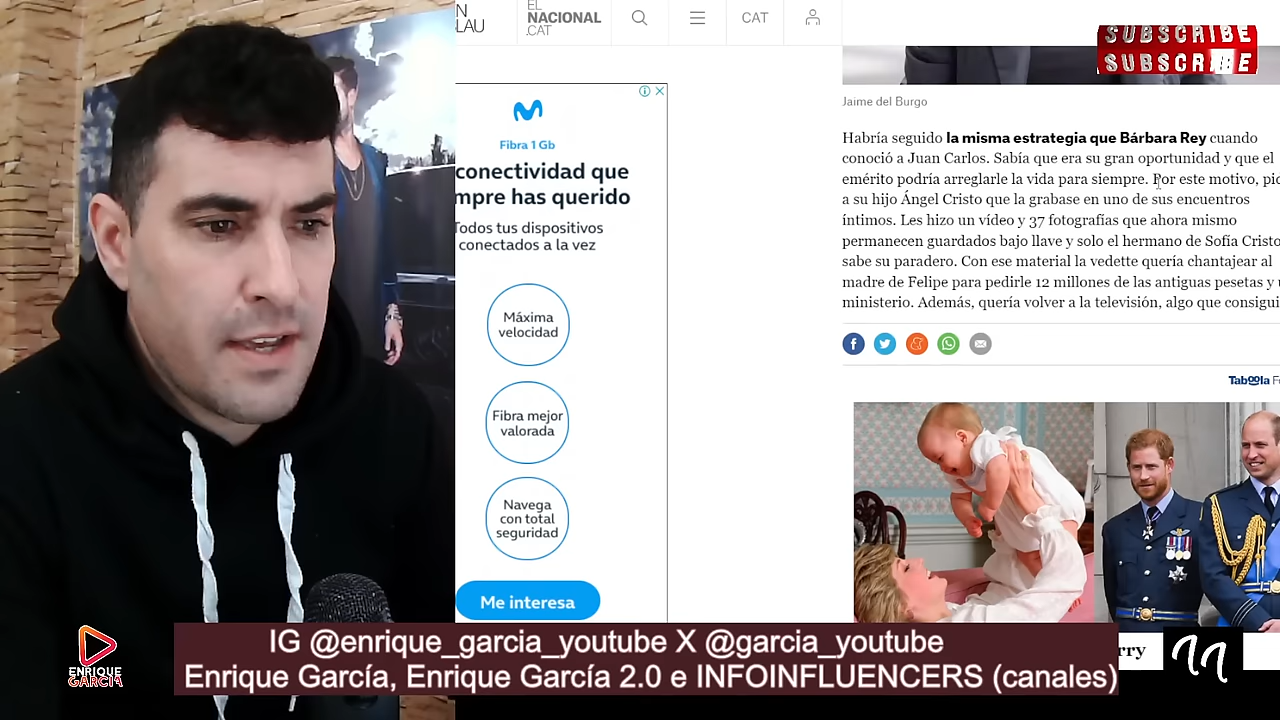 EL
NACIONAL
.CAT
LAU
CAT
SUBSCRIBE
SUBSCRIBE
Fibra 1 Gb
conectividad que
mpre has querido
Todos tus dispositivos
conectados a la vez
Máxima
velocidad
Fibra mejor
valorada
Navega
con total
seguridad
Me interesa
Jaime del Burgo
Habría seguido la misma estrategia que Bárbara Rey cuando
conoció a Juan Carlos. Sabía que era su gran oportunidad y que el
emérito podría arreglarle la vida para siempre. Por este motivo, pi
a su hijo Ángel Cristo que la grabase en uno de sus encuentros
íntimos. Les hizo un vídeo y 37 fotografías que ahora mismo
permanecen guardados bajo llave y solo el hermano de Sofía Cristo
sabe su paradero. Con ese material la vedette quería chantajear al
madre de Felipe para pedirle 12 millones de las antiguas pesetas y
ministerio. Además, quería volver a la televisión, algo que consigui
Taboola F
rry
ENRIQUE
GARCÍA
IG @enrique_garcia_youtube X @garcia_youtube
Enrique García, Enrique García 2.0 e INFOINFLUENCERS (canales)